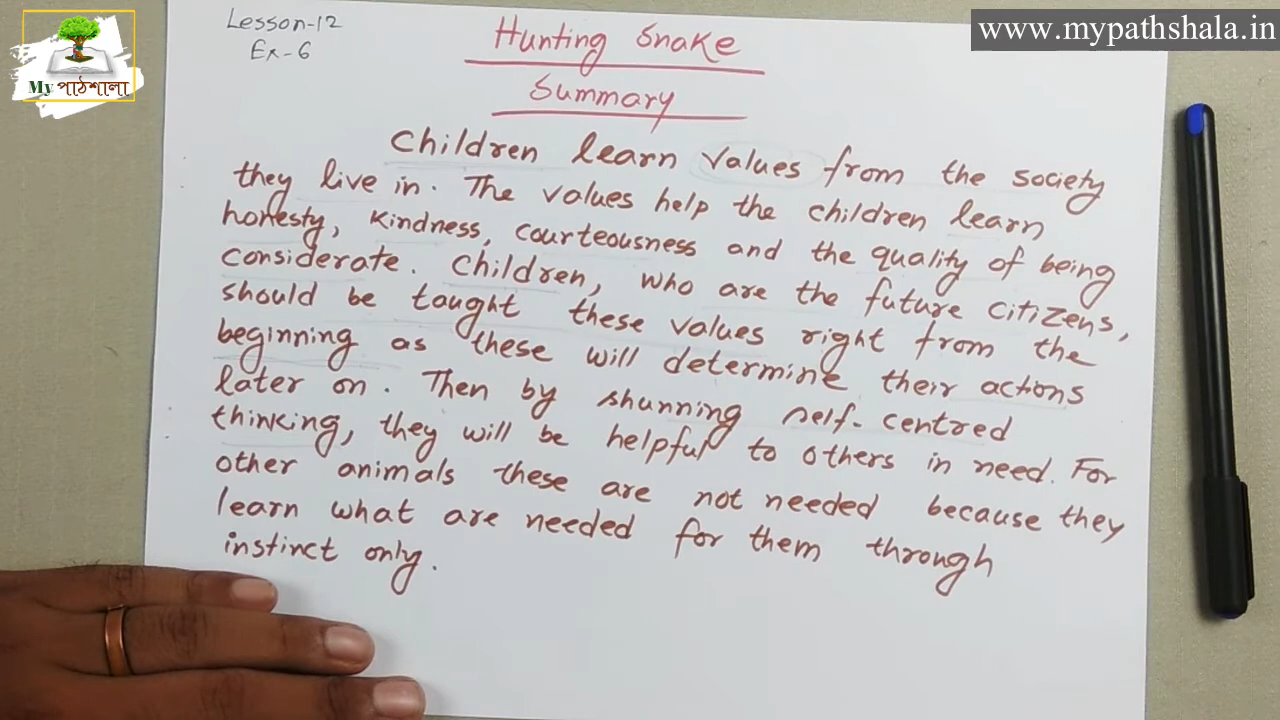 www.mypathshala.in
My পাঠশালা
Lesson-12
Ex-6
Hunting Snake
Summary
Children learn values from the society
they live in. The values help the children learn
honesty, kindness, courteousness and the quality of being
considerate. Children, who are the future citizens,
should be taught these values right from the
beginning as these will determine their actions
later on. Then by shunning self-centred
thinking, they will be helpful to others in need. For
other animals these are not needed because they
learn what are needed for them through
instinct only.